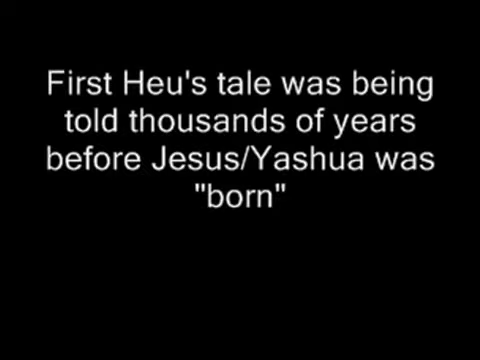 First Heu's tale was being
told thousands of years
before Jesus/Yashua was
"born"